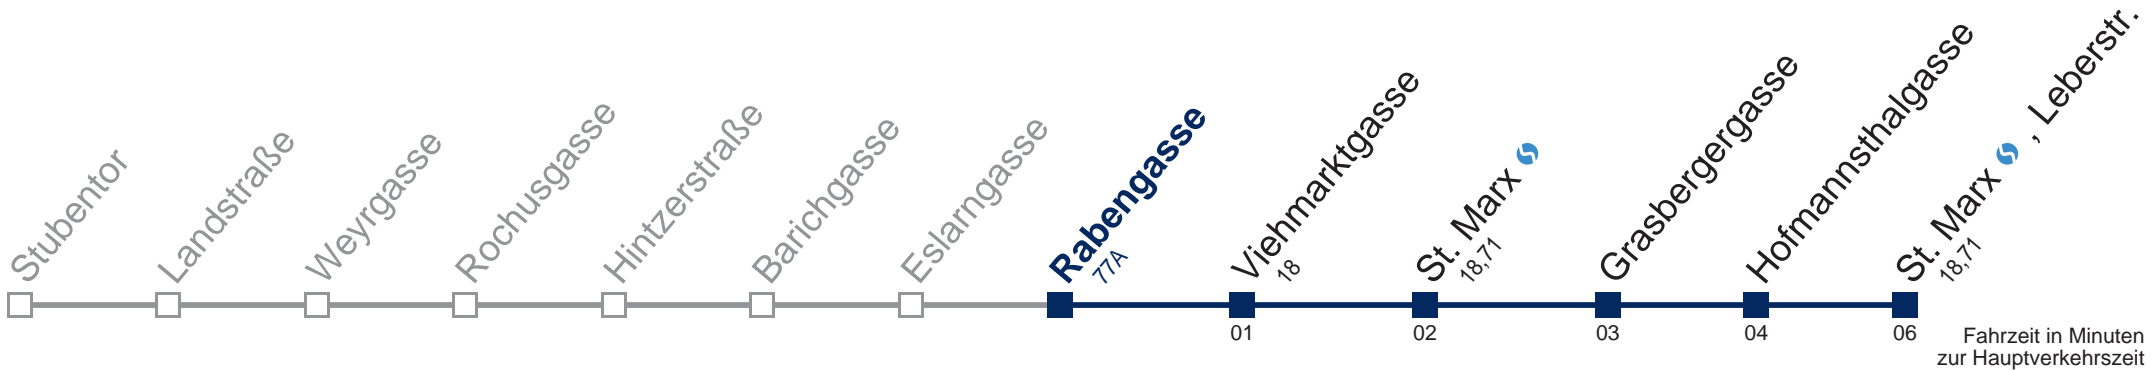 Stubentor
Landstraße
Weyrgasse
Rochusgasse
Hintzerstraße
Barichgasse
Eslarngasse
Rabengasse
77A
Viehmarktgasse
18
St. Marx
18,71
Grasbergergasse
Hofmannsthalgasse
St. Marx , Leberstr.
18,71
01
02
03
04
06
Fahrzeit in Minuten
zur Hauptverkehrszeit